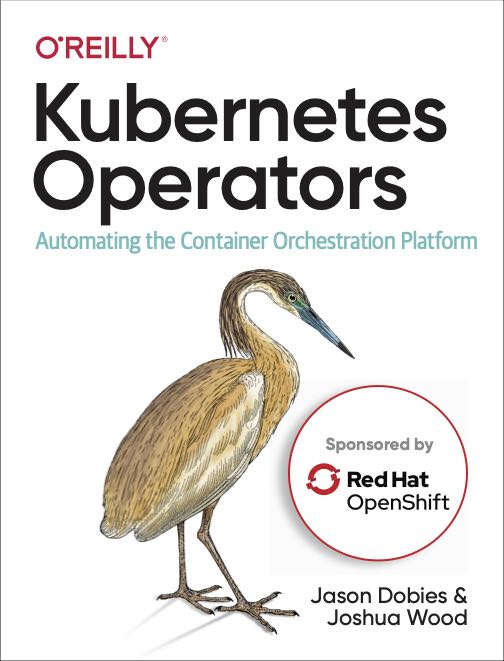 O'REILLY®
Kubernetes
Operators
Automating the Container Orchestration Platform
Sponsored by
Red Hat
OpenShift
Jason Dobies &
Joshua Wood